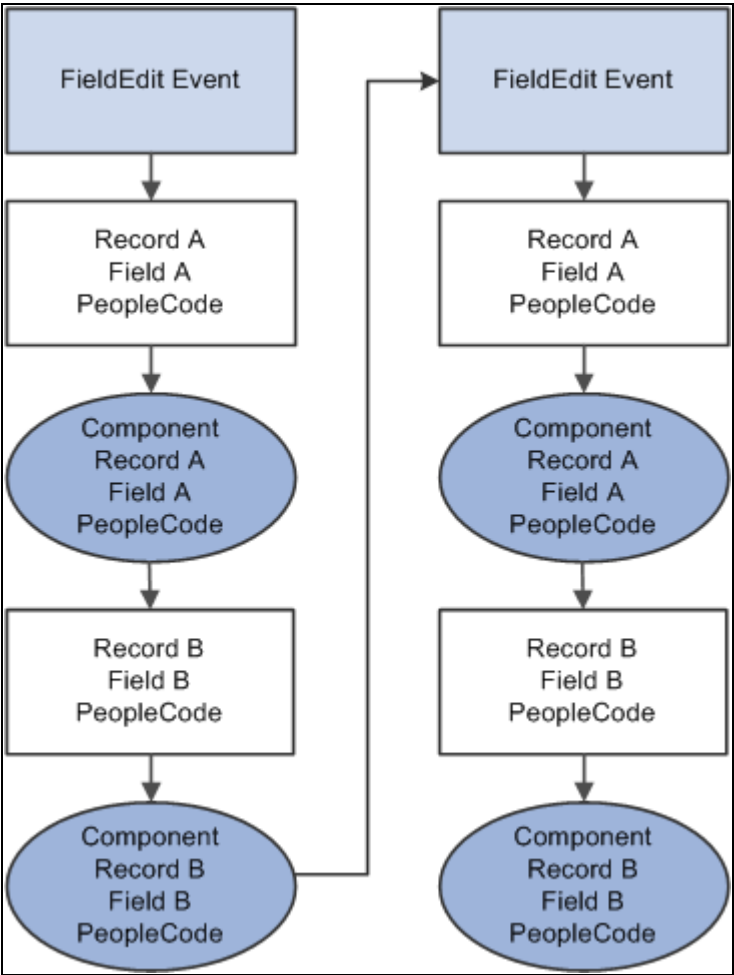 FieldEdit Event
Record A
Field A
PeopleCode
Component
Record A
Field A
PeopleCode
Record B
Field B
PeopleCode
Component
Record B
Field B
PeopleCode
FieldEdit Event
Record A
Field A
PeopleCode
Component
Record A
Field A
PeopleCode
Record B
Field B
PeopleCode
Component
Record B
Field B
PeopleCode